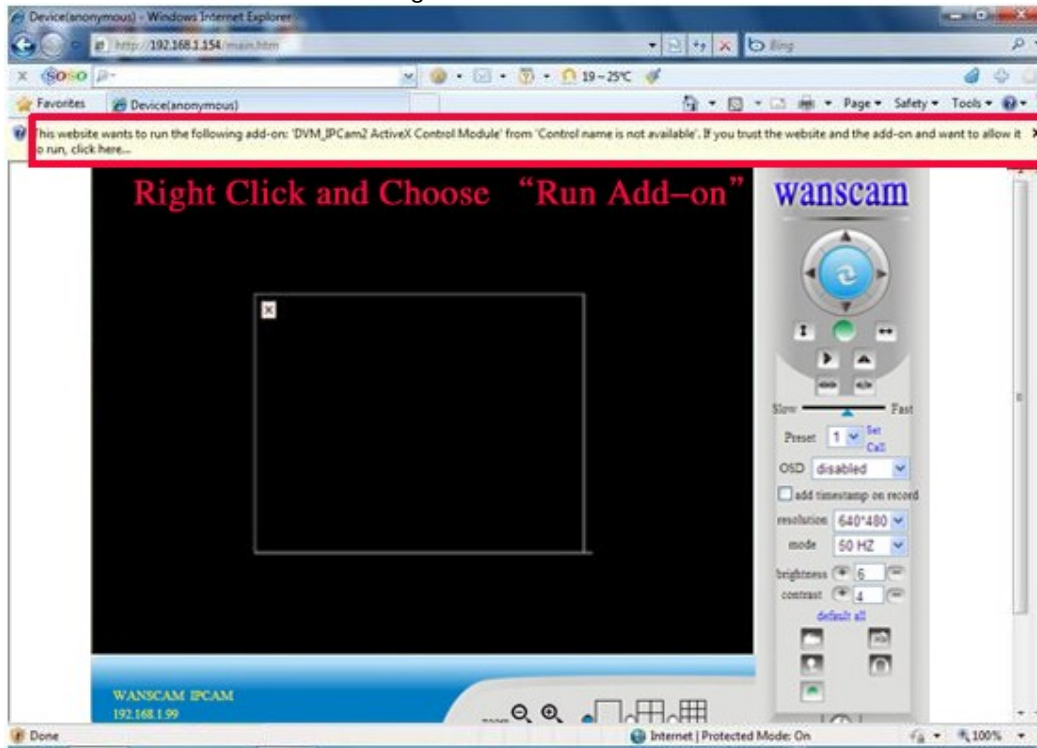 Device(anonymous) - Windows Internet Explorer
http://192.168.1.154/main.htm
Bing
SOSO
19~25℃
Favorites
Device(anonymous)
Page Safety Tools
This website wants to run the following add-on: 'DVM_IPCam2 ActiveX Control Module' from 'Control name is not available'. If you trust the website and the add-on and want to allow it
o run, click here...
Right Click and Choose “Run Add-on”
wanscam
Slow Fast
Preset 1 Set
Call
OSD disabled
add timestamp on record
resolution 640*480
mode 50 HZ
brightness 6
contrast 4
default all
WANSCAM IPCAM
192.168.1.99
Done
Internet | Protected Mode: On
100%